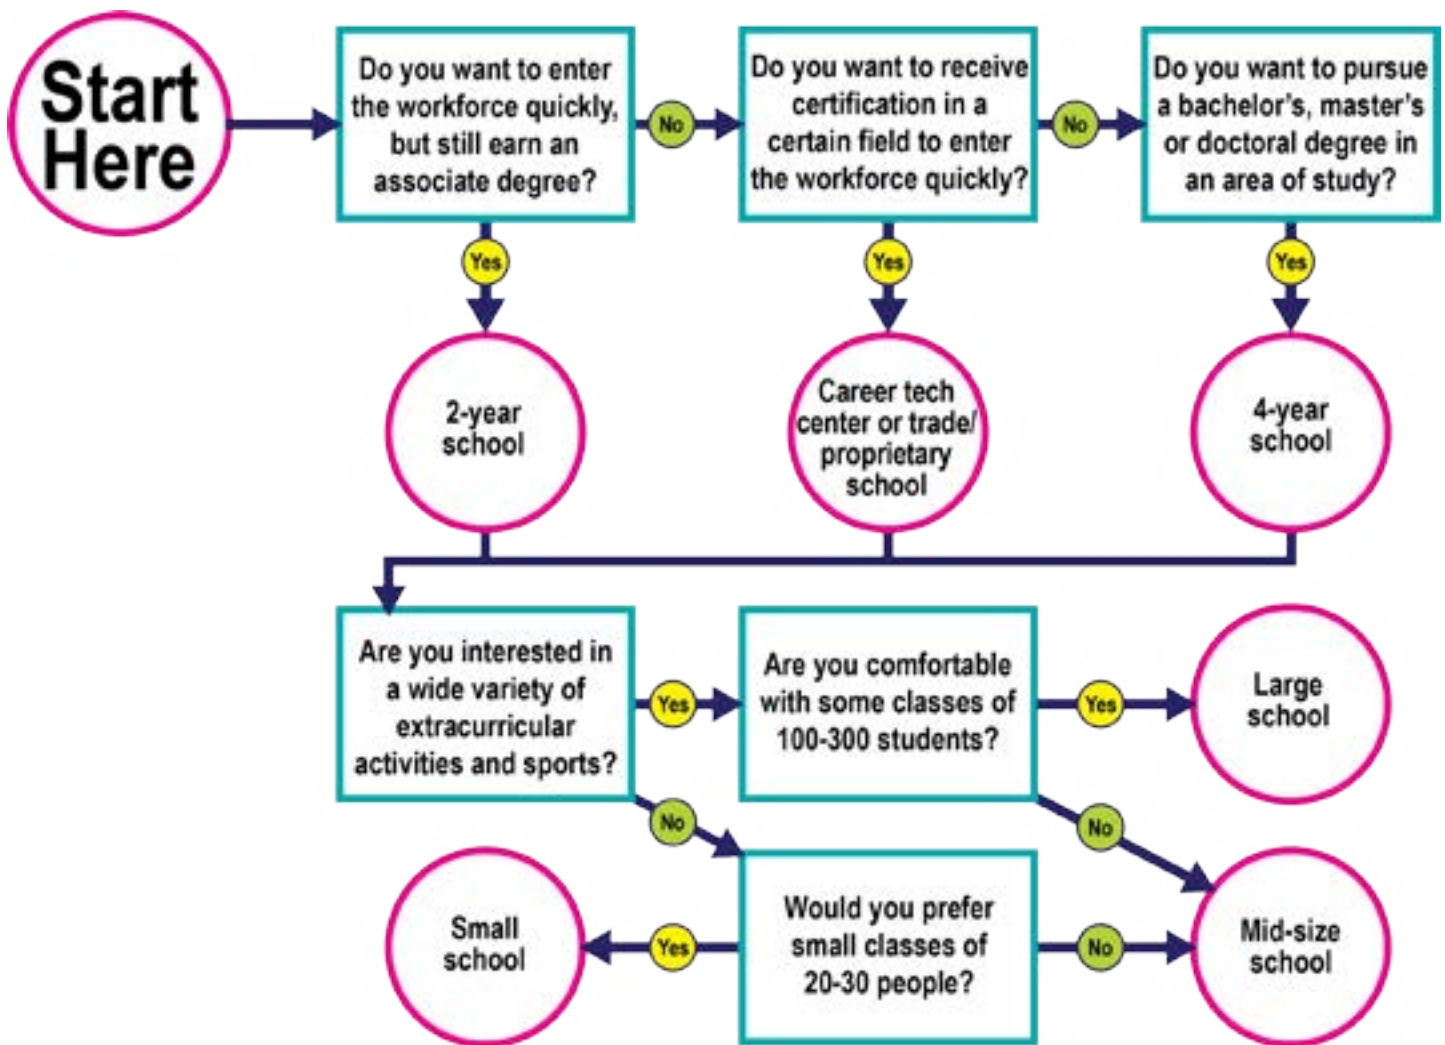 Start
Here
Do you want to enter
the workforce quickly,
but still earn an
associate degree?
No
Do you want to receive
certification in a
certain field to enter
the workforce quickly?
No
Do you want to pursue
a bachelor's, master's
or doctoral degree in
an area of study?
Yes
Yes
Yes
2-year
school
Career tech
center or trade/
proprietary
school
4-year
school
Are you interested in
a wide variety of
extracurricular
activities and sports?
Yes
Are you comfortable
with some classes of
100-300 students?
Yes
Large
school
No
No
Small
school
Yes
Would you prefer
small classes of
20-30 people?
No
Mid-size
school